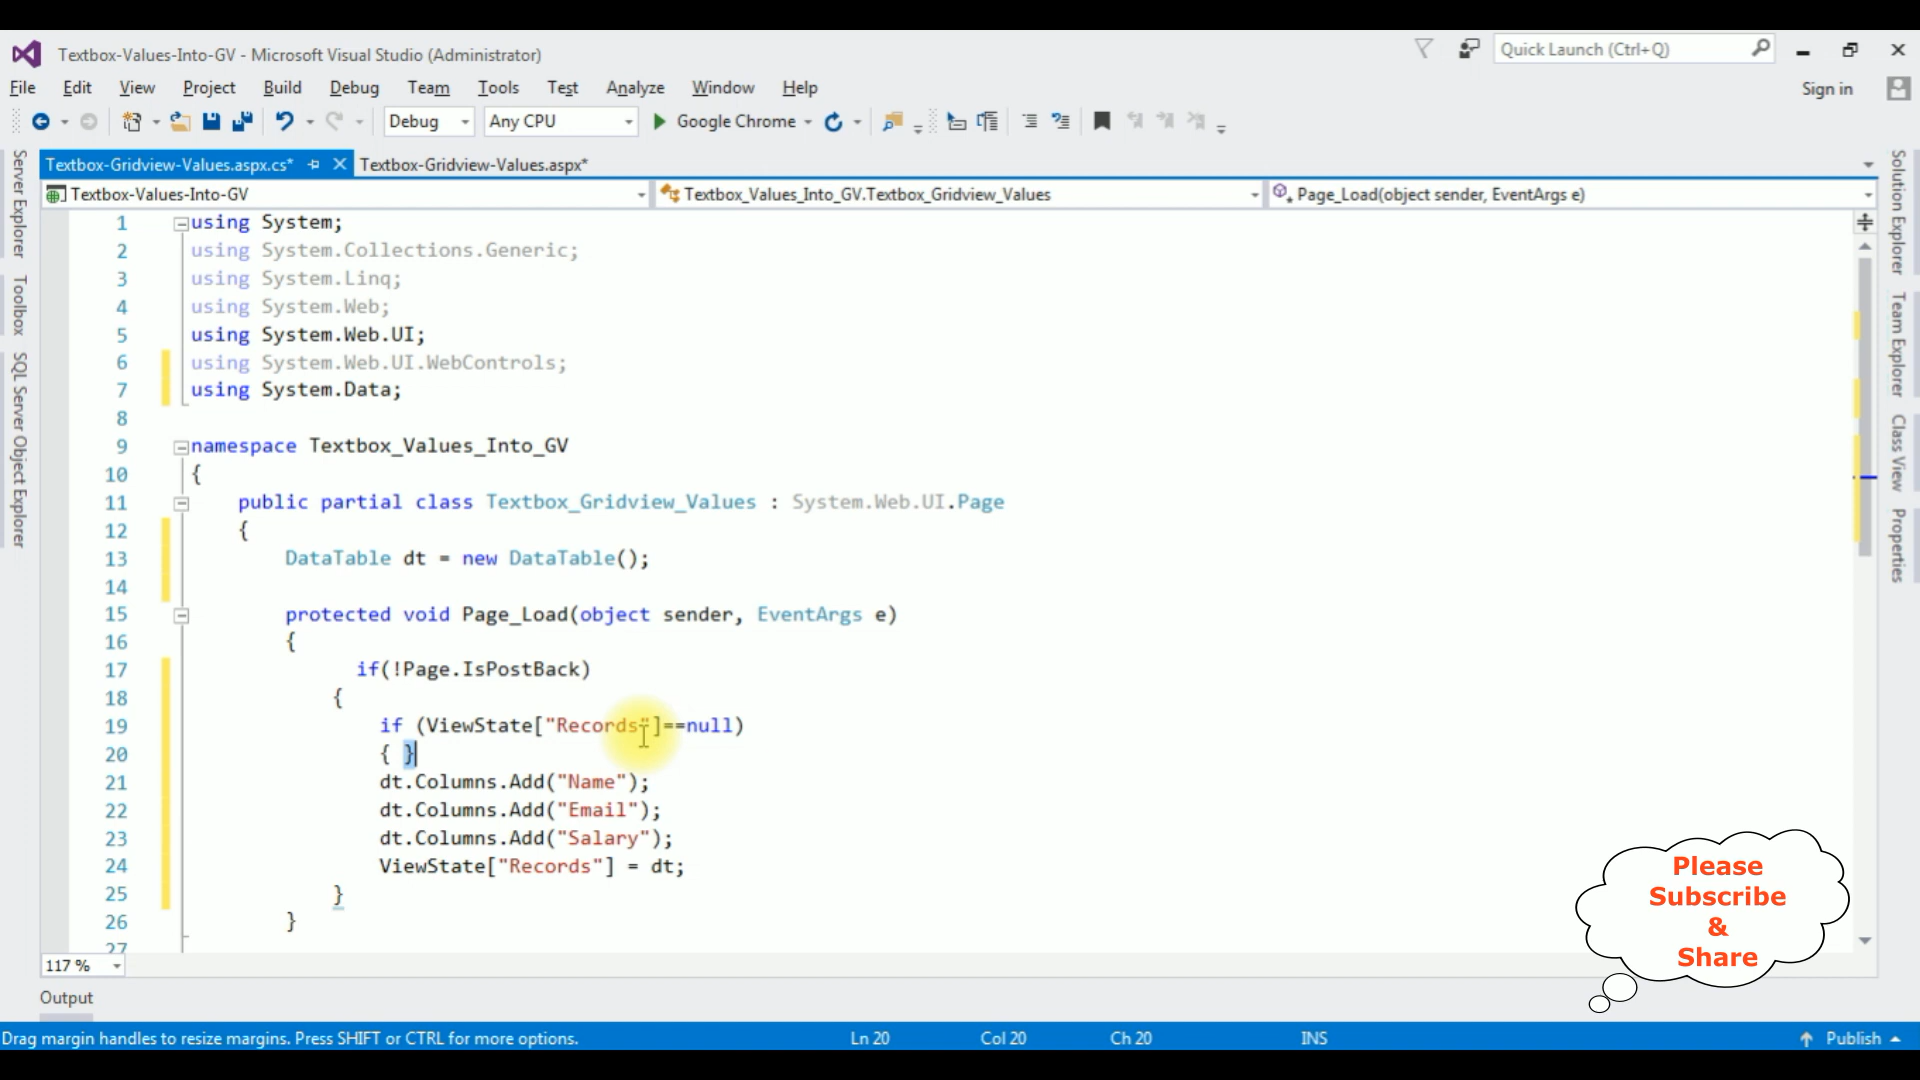 Textbox-Values-Into-GV - Microsoft Visual Studio (Administrator)
Quick Launch (Ctrl+Q)
File Edit View Project Build Debug Team Tools Test Analyze Window Help
Sign in
Debug Any CPU Google Chrome
Textbox-Gridview-Values.aspx.cs* Textbox-Gridview-Values.aspx*
Textbox-Values-Into-GV Textbox_Values_Into_GV.Textbox_Gridview_Values Page_Load(object sender, EventArgs e)
Server Explorer
Toolbox
SQL Server Object Explorer
1 using System;
2 using System.Collections.Generic;
3 using System.Linq;
4 using System.Web;
5 using System.Web.UI;
6 using System.Web.UI.WebControls;
7 using System.Data;
8
9 namespace Textbox_Values_Into_GV
10 {
11 public partial class Textbox_Gridview_Values : System.Web.UI.Page
12 {
13 DataTable dt = new DataTable();
14
15 protected void Page_Load(object sender, EventArgs e)
16 {
17 if(!Page.IsPostBack)
18 {
19 if (ViewState["Records"]==null)
20 { }
21 dt.Columns.Add("Name");
22 dt.Columns.Add("Email");
23 dt.Columns.Add("Salary");
24 ViewState["Records"] = dt;
25 }
26 }
27
Solution Explorer
Team Explorer
Class View
Properties
Please
Subscribe
&
Share
117 %
Output
Drag margin handles to resize margins. Press SHIFT or CTRL for more options. Ln 20 Col 20 Ch 20 INS Publish